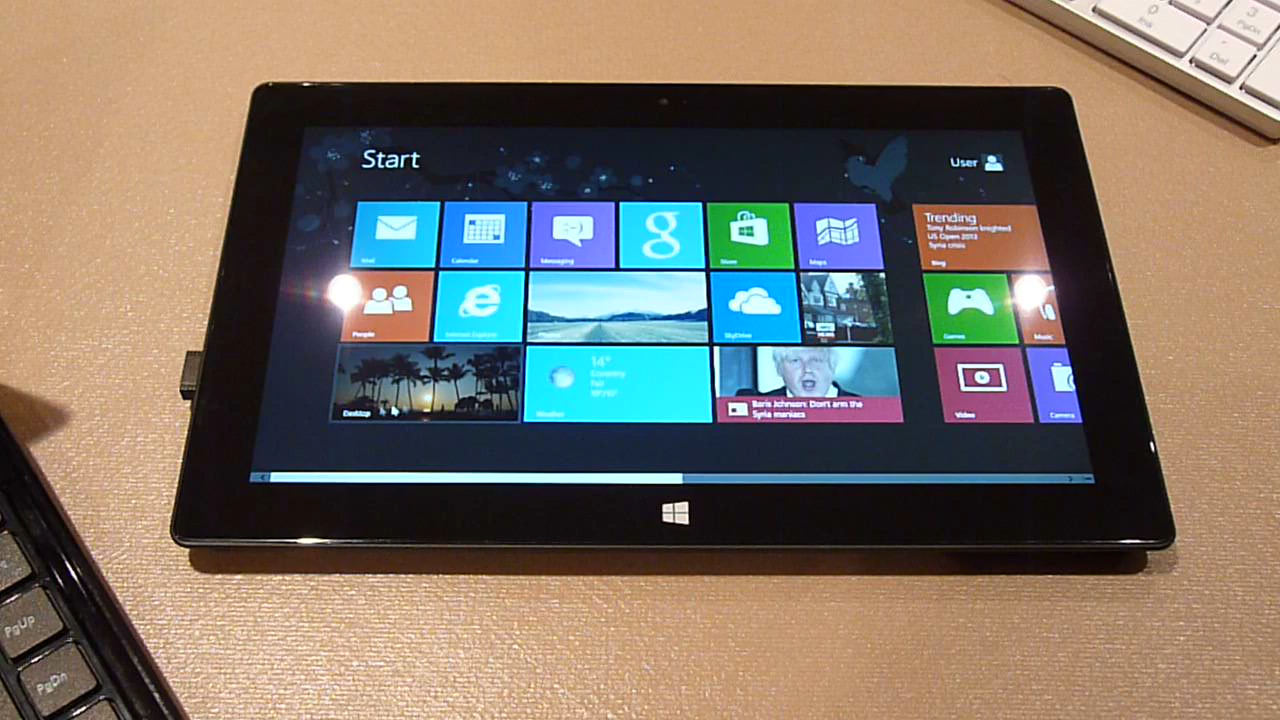 0
Ins
3
PgDn
Del
Start
User
Mail
Calendar
Messaging
g
Store
Maps
Trending
Tony Robinson knighted
US Open 2013
Syria crisis
Bing
People
Internet Explorer
SkyDrive
Games
Music
Desktop
14°
Coventry
Fair
Weather
Boris Johnson: Don't arm the
Syria maniacs
Video
Camera
PgUp
PgDn